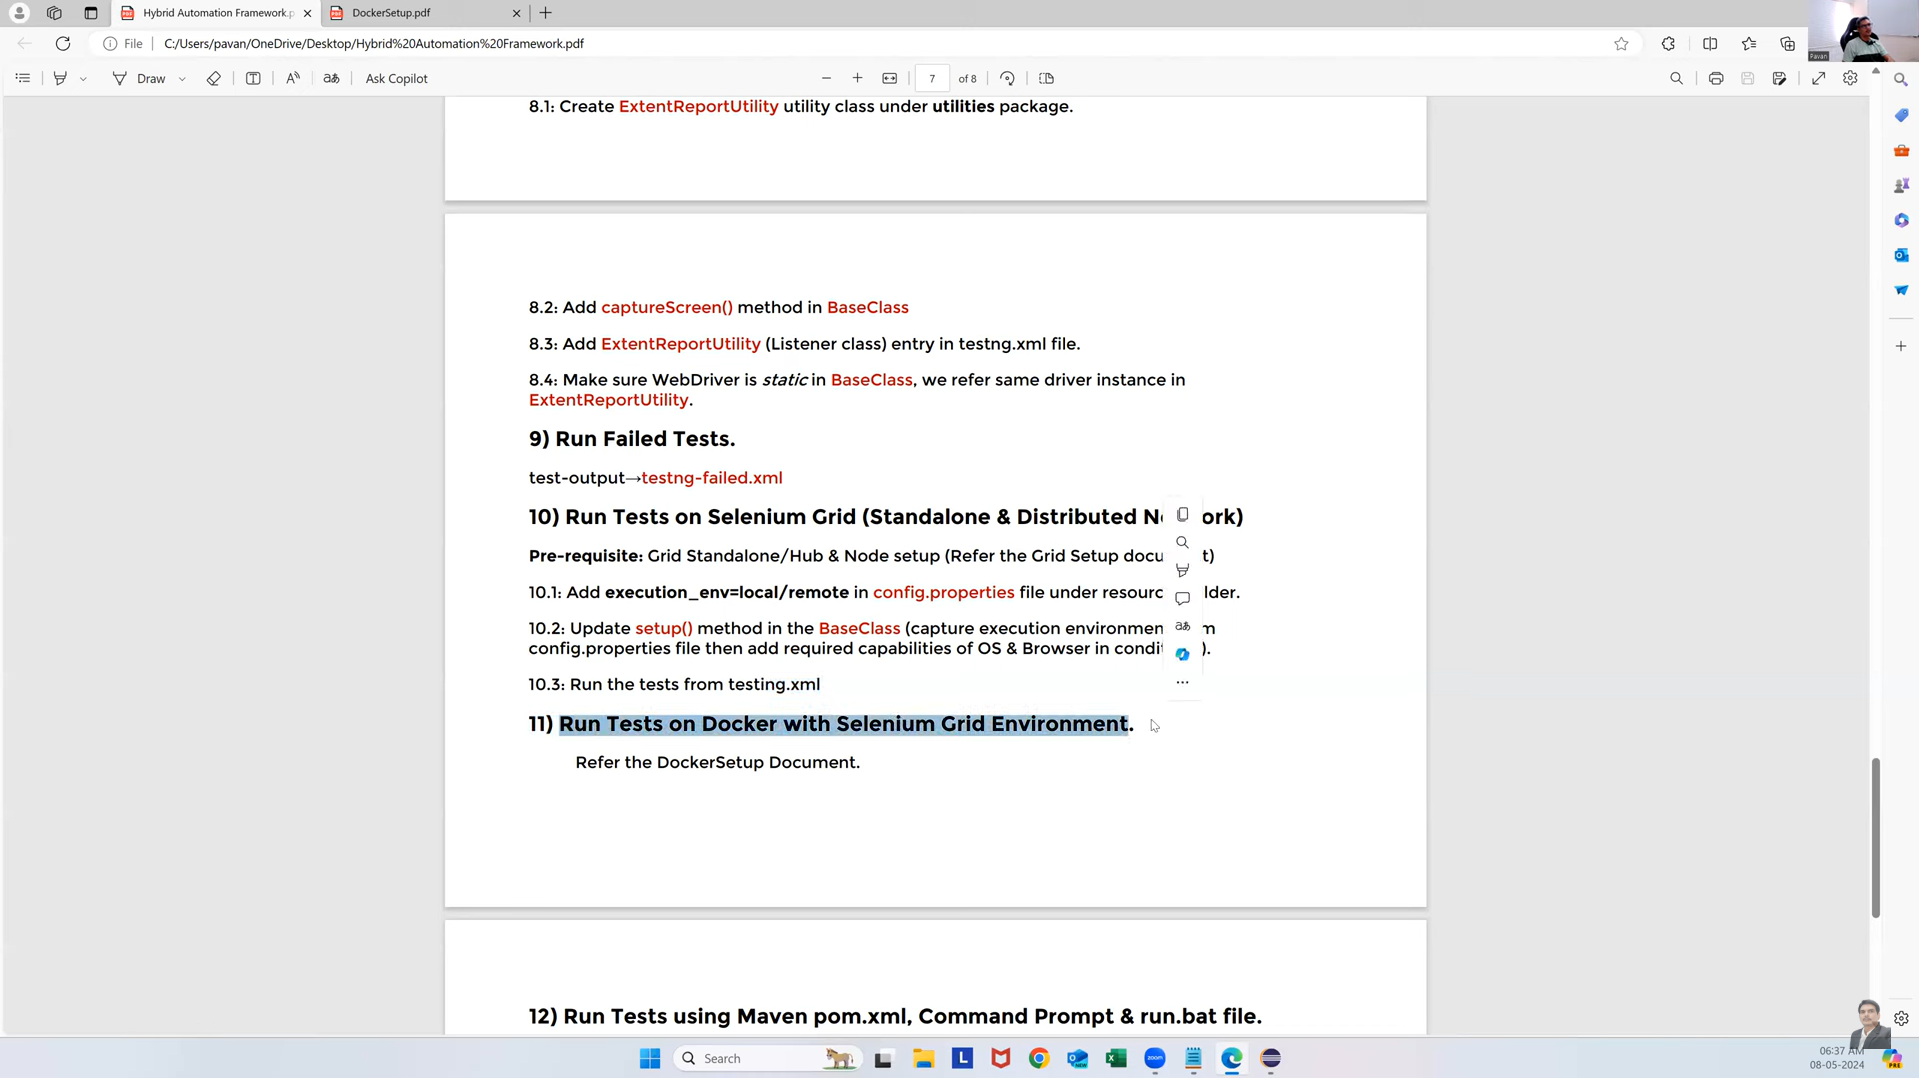 Hybrid Automation Framework.p
DockerSetup.pdf
File
C:/Users/pavan/OneDrive/Desktop/Hybrid%20Automation%20Framework.pdf
Pavan
Draw
aあ
Ask Copilot
7 of 8
8.1: Create ExtentReportUtility utility class under utilities package.
8.2: Add captureScreen() method in BaseClass
8.3: Add ExtentReportUtility (Listener class) entry in testng.xml file.
8.4: Make sure WebDriver is static in BaseClass, we refer same driver instance in
ExtentReportUtility.
9) Run Failed Tests.
test-output→testng-failed.xml
10) Run Tests on Selenium Grid (Standalone & Distributed N ork)
Pre-requisite: Grid Standalone/Hub & Node setup (Refer the Grid Setup docu t)
10.1: Add execution_env=local/remote in config.properties file under resourc lder.
10.2: Update setup() method in the BaseClass (capture execution environmen m
config.properties file then add required capabilities of OS & Browser in condit ).
10.3: Run the tests from testing.xml
11) Run Tests on Docker with Selenium Grid Environment.
Refer the DockerSetup Document.
12) Run Tests using Maven pom.xml, Command Prompt & run.bat file.
Search
06:37 AM
08-05-2024